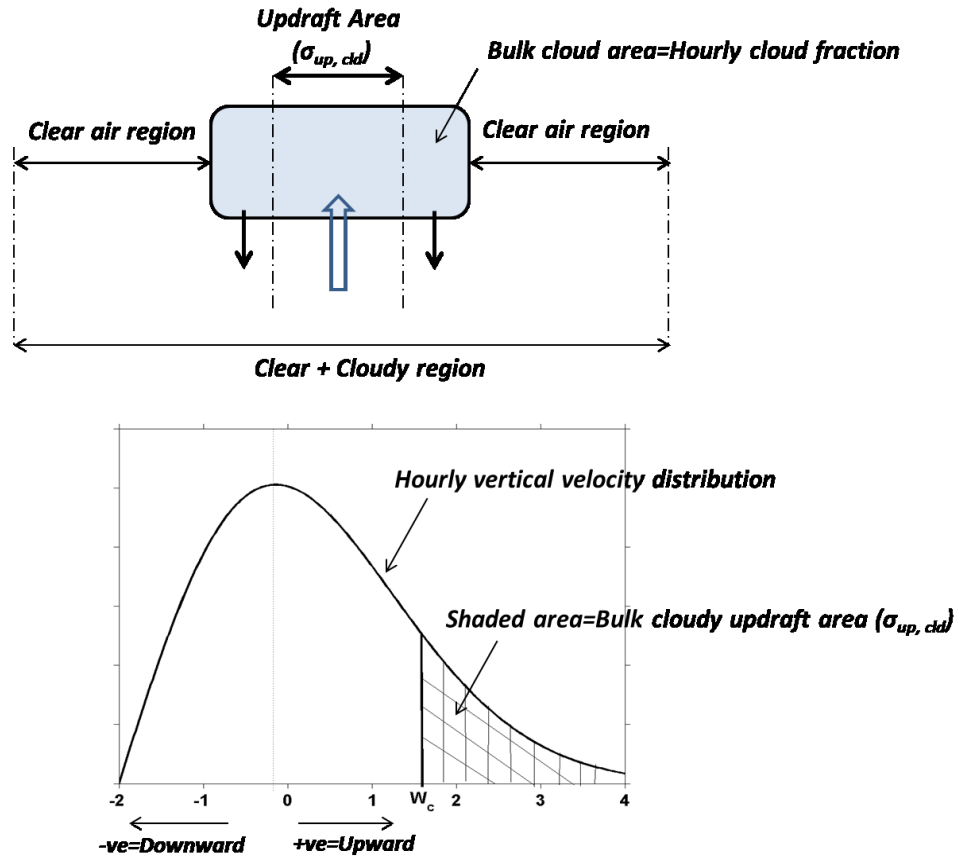 Updraft Area
(σup, cld)
Bulk cloud area=Hourly cloud fraction
Clear air region
Clear air region
Clear + Cloudy region
Hourly vertical velocity distribution
Shaded area=Bulk cloudy updraft area (σup, cld)
-2 -1 0 1 Wc 2 3 4
-ve=Downward +ve=Upward